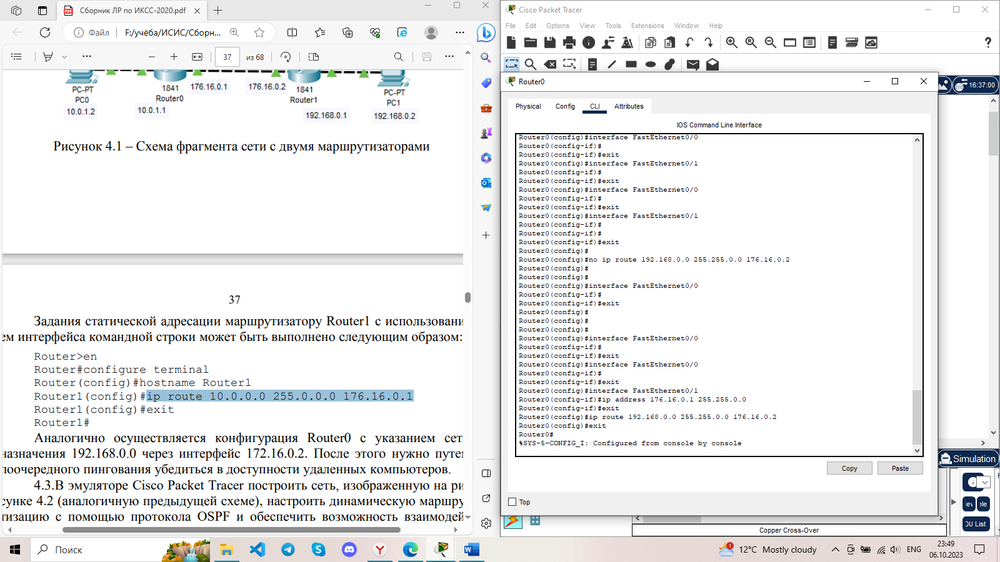 Сборник ЛР по ИКСС-2020.pdf
Файл
F:/учёба/ИСИС/Сборн...
37
из 68
1841
Router0
176.16.0.1
176.16.0.2
1841
Router1
PC-PT
PC0
10.0.1.2
10.0.1.1
192.168.0.1
PC-PT
PC1
192.168.0.2
Рисунок 4.1 – Схема фрагмента сети с двумя маршрутизаторами
37
Задания статической адресации маршрутизатору Router1 с использовани
ем интерфейса командной строки может быть выполнено следующим образом:
Router>en
Router#configure terminal
Router(config)#hostname Router1
Router1(config)#ip route 10.0.0.0 255.0.0.0 176.16.0.1
Router1(config)#exit
Router1#
Аналогично осуществляется конфигурация Router0 с указанием сет
назначения 192.168.0.0 через интерфейс 172.16.0.2. После этого нужно путем
поочередного пингования убедиться в доступности удаленных компьютеров.
4.3.В эмуляторе Cisco Packet Tracer построить сеть, изображенную на ри
сунке 4.2 (аналогичную предыдущей схеме), настроить динамическую маршру
тизацию с помощью протокола OSPF и обеспечить возможность взаимодей
Cisco Packet Tracer
File Edit Options View Tools Extensions Window Help
16:37:00
Router0
Physical Config CLI Attributes
IOS Command Line Interface
Router0(config)#interface FastEthernet0/0
Router0(config-if)#
Router0(config-if)#exit
Router0(config)#interface FastEthernet0/1
Router0(config-if)#
Router0(config-if)#exit
Router0(config)#interface FastEthernet0/0
Router0(config-if)#
Router0(config-if)#exit
Router0(config)#interface FastEthernet0/1
Router0(config-if)#
Router0(config-if)#
Router0(config-if)#exit
Router0(config)#
Router0(config)#no ip route 192.168.0.0 255.255.0.0 176.16.0.2
Router0(config)#
Router0(config)#
Router0(config)#interface FastEthernet0/0
Router0(config-if)#
Router0(config-if)#exit
Router0(config)#
Router0(config)#
Router0(config)#
Router0(config)#interface FastEthernet0/0
Router0(config-if)#
Router0(config-if)#exit
Router0(config)#interface FastEthernet0/0
Router0(config-if)#
Router0(config-if)#exit
Router0(config)#interface FastEthernet0/1
Router0(config-if)#ip address 176.16.0.1 255.255.0.0
Router0(config-if)#exit
Router0(config)#ip route 192.168.0.0 255.255.0.0 176.16.0.2
Router0(config)#exit
Router0#
%SYS-5-CONFIG_I: Configured from console by console
Copy
Paste
Top
Simulation
DU List
Copper Cross-Over
Поиск
1
12°C Mostly cloudy
ENG
23:49
06.10.2023